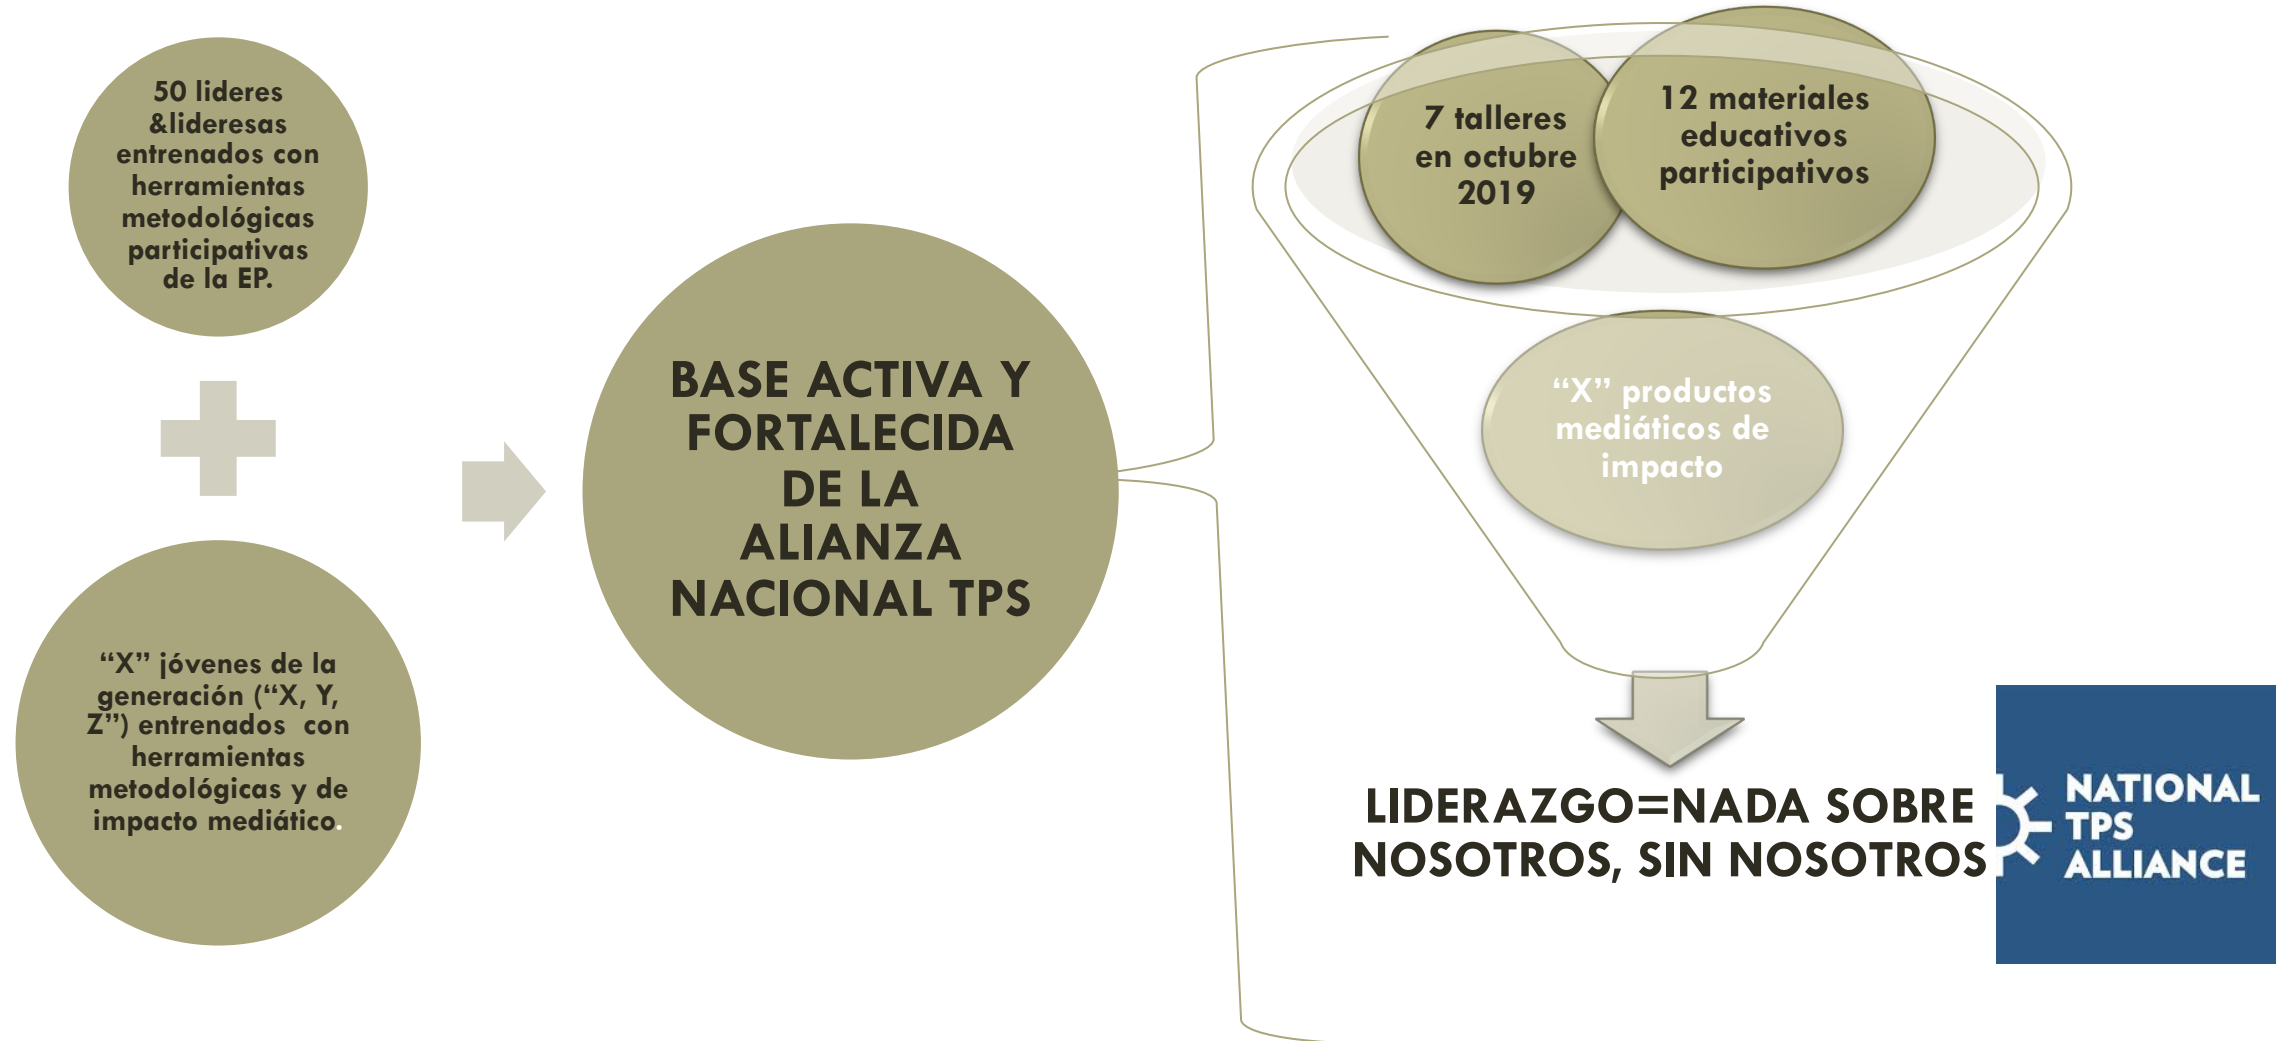 50 lideres
&lideresas
entrenados con
herramientas
metodológicas
participativas
de la EP.
“X” jóvenes de la
generación (“X, Y,
Z”) entrenados  con
herramientas
metodológicas y de
impacto mediático.
BASE ACTIVA Y
FORTALECIDA
DE LA
ALIANZA
NACIONAL TPS
7 talleres
en octubre
2019
12 materiales
educativos
participativos
“X” productos
mediáticos de
impacto
LIDERAZGO=NADA SOBRE
NOSOTROS, SIN NOSOTROS
NATIONAL
TPS
ALLIANCE